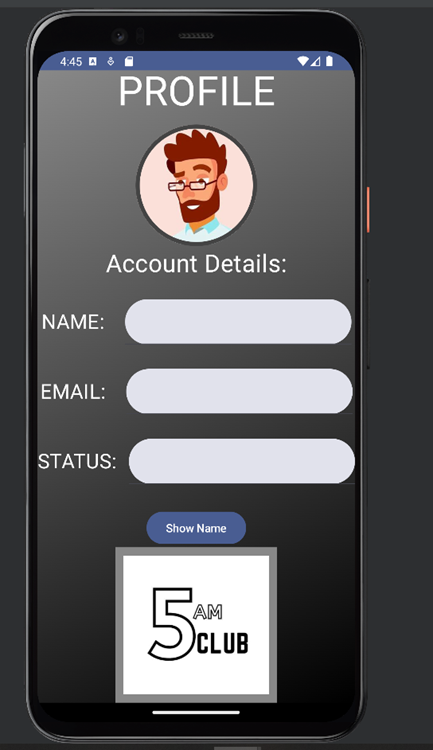 4:45
PROFILE
Account Details:
NAME:
EMAIL:
STATUS:
Show Name
5 AM
CLUB